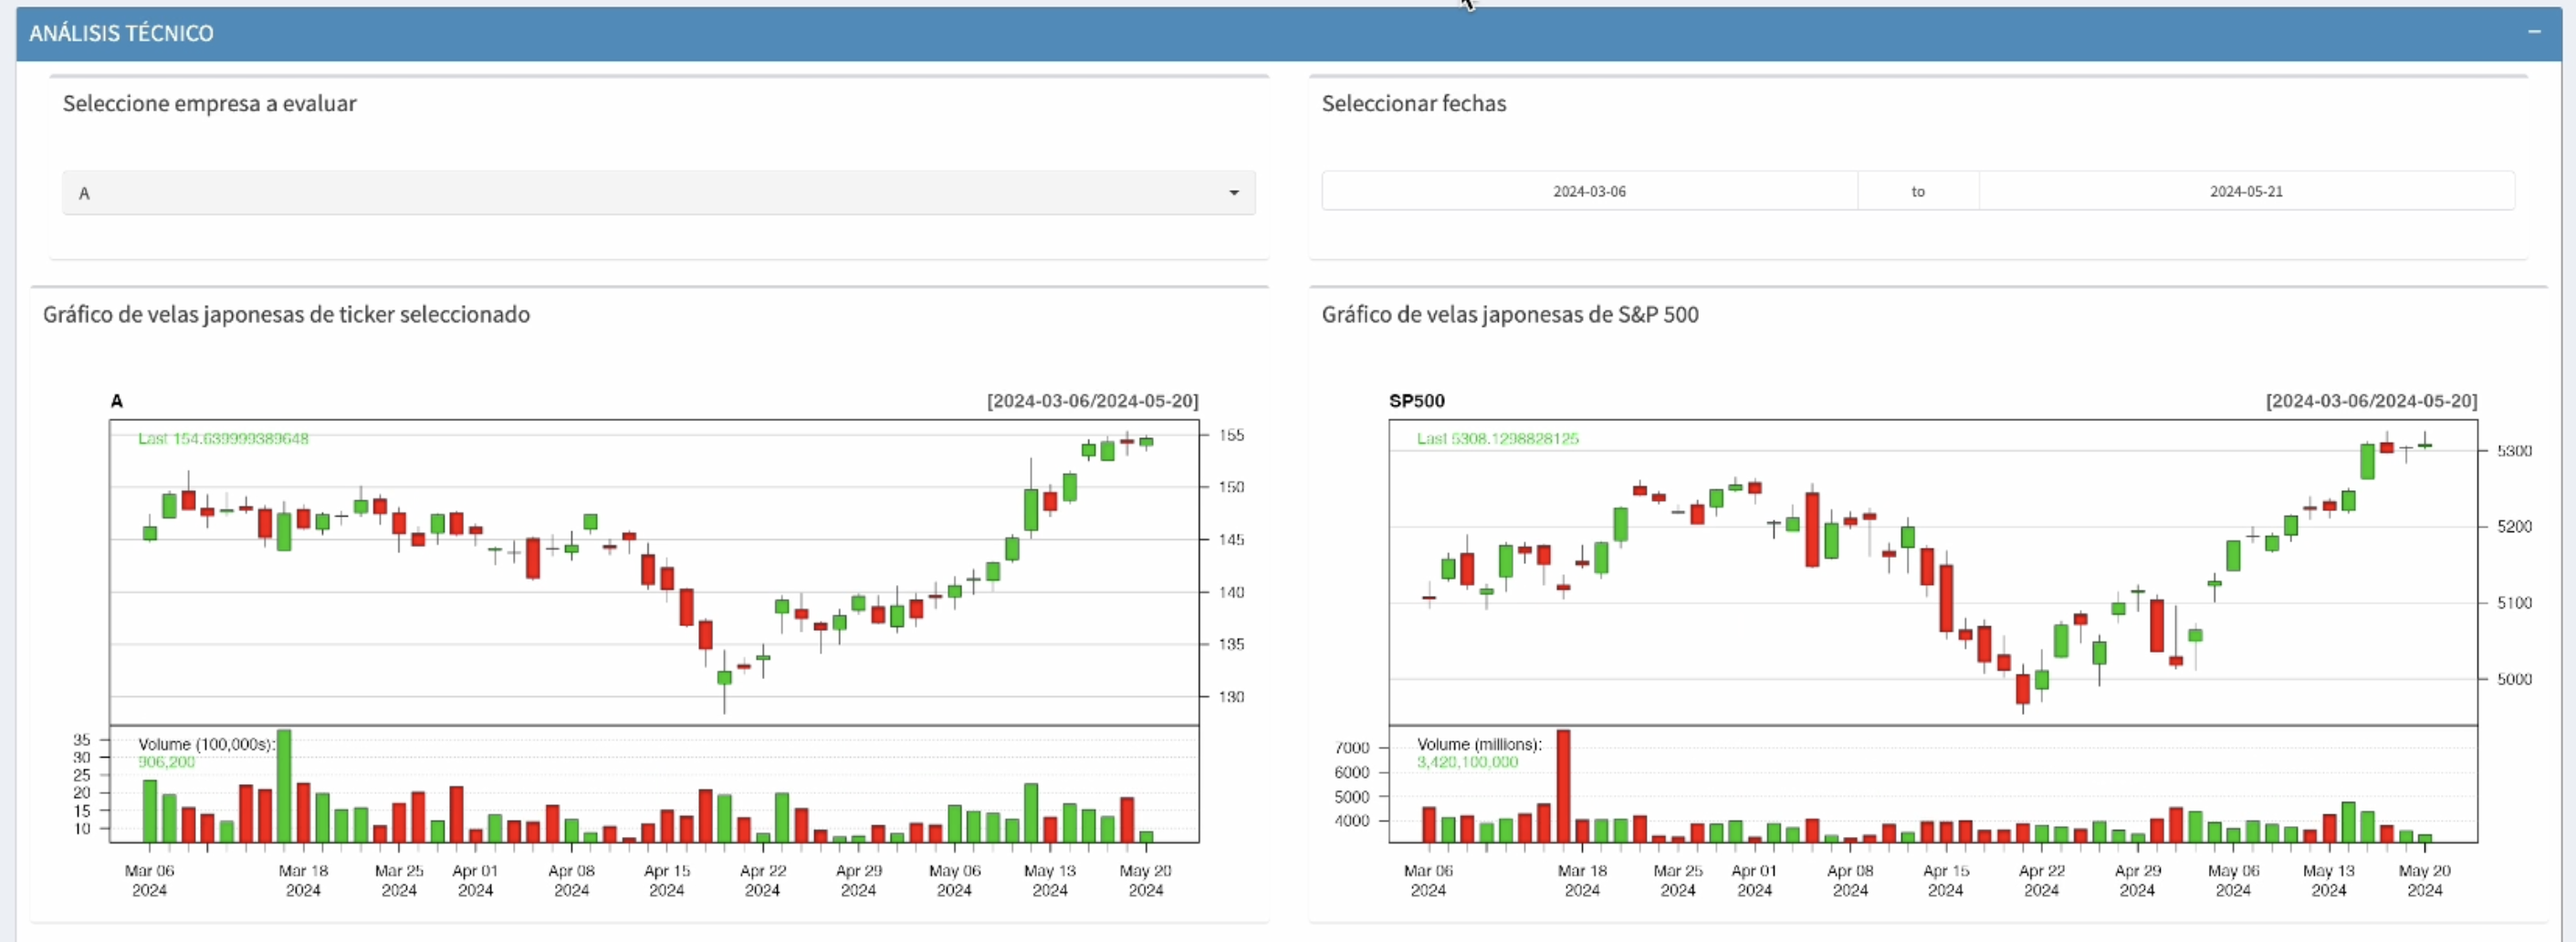 ANÁLISIS TÉCNICO
Seleccione empresa a evaluar
A
Seleccionar fechas
2024-03-06 to 2024-05-21
Gráfico de velas japonesas de ticker seleccionado
A [2024-03-06/2024-05-20]
Last 154.639999389648
155
150
145
140
135
130
Volume (100,000s):
906,200
35
30
25
20
15
10
Mar 06 Mar 18 Mar 25 Apr 01 Apr 08 Apr 15 Apr 22 Apr 29 May 06 May 13 May 20
2024 2024 2024 2024 2024 2024 2024 2024 2024 2024 2024
Gráfico de velas japonesas de S&P 500
SP500 [2024-03-06/2024-05-20]
Last 5308.1298828125
5300
5200
5100
5000
Volume (millions):
3,420,100,000
7000
6000
5000
4000
Mar 06 Mar 18 Mar 25 Apr 01 Apr 08 Apr 15 Apr 22 Apr 29 May 06 May 13 May 20
2024 2024 2024 2024 2024 2024 2024 2024 2024 2024 2024